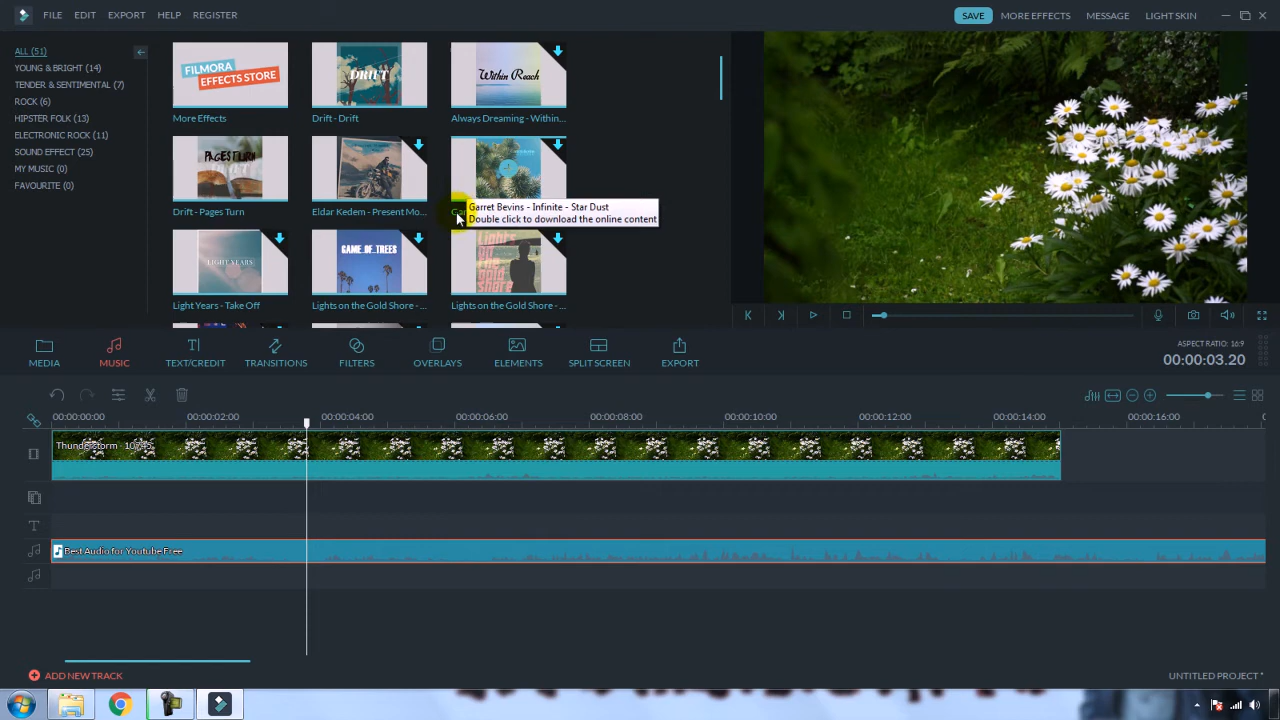 FILE EDIT EXPORT HELP REGISTER
SAVE MORE EFFECTS MESSAGE LIGHT SKIN
ALL (51)
YOUNG & BRIGHT (14)
TENDER & SENTIMENTAL (7)
ROCK (6)
HIPSTER FOLK (13)
ELECTRONIC ROCK (11)
SOUND EFFECT (25)
MY MUSIC (0)
FAVOURITE (0)
FILMORA
EFFECTS STORE
DRIFT
Within Reach
More Effects
Drift - Drift
Always Dreaming - Within...
PAGES TURN
DRIFT
Drift - Pages Turn
Eldar Kedem - Present Mo...
Garret Bevins - Infinite - Star Dust
Double click to download the online content
LIGHT YEARS
GAME OF TREES
Lights
Light Years - Take Off
Lights on the Gold Shore - ...
Lights on the Gold Shore - ...
MEDIA
MUSIC
TEXT/CREDIT
TRANSITIONS
FILTERS
OVERLAYS
ELEMENTS
SPLIT SCREEN
EXPORT
ASPECT RATIO: 16:9
00:00:03.20
00:00:00:00
00:00:02:00
00:00:04:00
00:00:06:00
00:00:08:00
00:00:10:00
00:00:12:00
00:00:14:00
00:00:16:00
Thunderstorm - 10745
T
Best Audio for Youtube Free
ADD NEW TRACK
UNTITLED PROJECT *